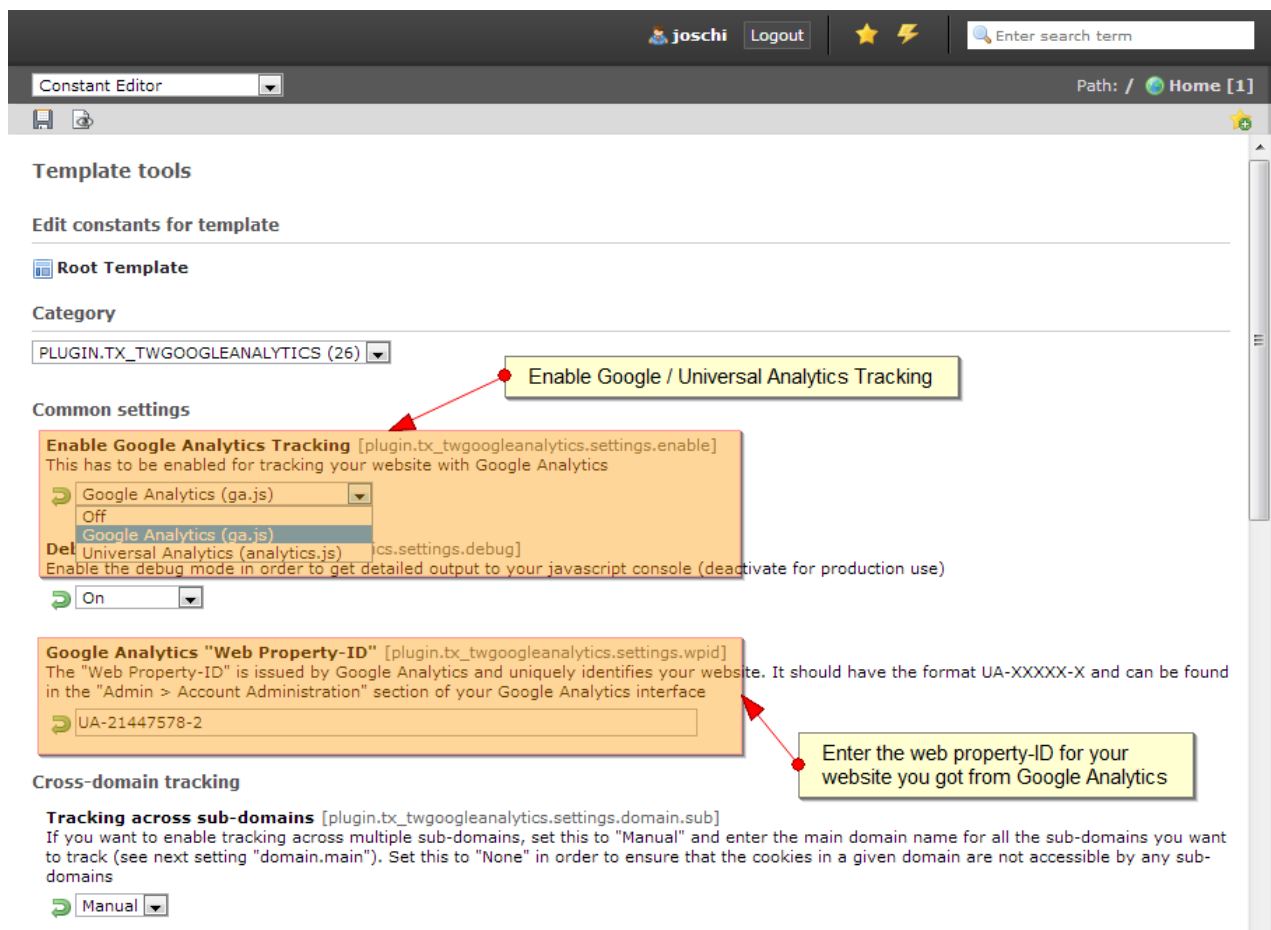 joschi Logout Enter search term
Constant Editor Path: / Home [1]
Template tools
Edit constants for template
Root Template
Category
PLUGIN.TX_TWGOOGLEANALYTICS (26)
Enable Google / Universal Analytics Tracking
Common settings
Enable Google Analytics Tracking [plugin.tx_twgoogleanalytics.settings.enable]
This has to be enabled for tracking your website with Google Analytics
Google Analytics (ga.js)
Off
Google Analytics (ga.js)
Universal Analytics (analytics.js)
ics.settings.debug]
Enable the debug mode in order to get detailed output to your javascript console (deactivate for production use)
On
Google Analytics "Web Property-ID" [plugin.tx_twgoogleanalytics.settings.wpid]
The "Web Property-ID" is issued by Google Analytics and uniquely identifies your website. It should have the format UA-XXXXX-X and can be found
in the "Admin > Account Administration" section of your Google Analytics interface
UA-21447578-2
Enter the web property-ID for your
website you got from Google Analytics
Cross-domain tracking
Tracking across sub-domains [plugin.tx_twgoogleanalytics.settings.domain.sub]
If you want to enable tracking across multiple sub-domains, set this to "Manual" and enter the main domain name for all the sub-domains you want
to track (see next setting "domain.main"). Set this to "None" in order to ensure that the cookies in a given domain are not accessible by any sub-
domains
Manual